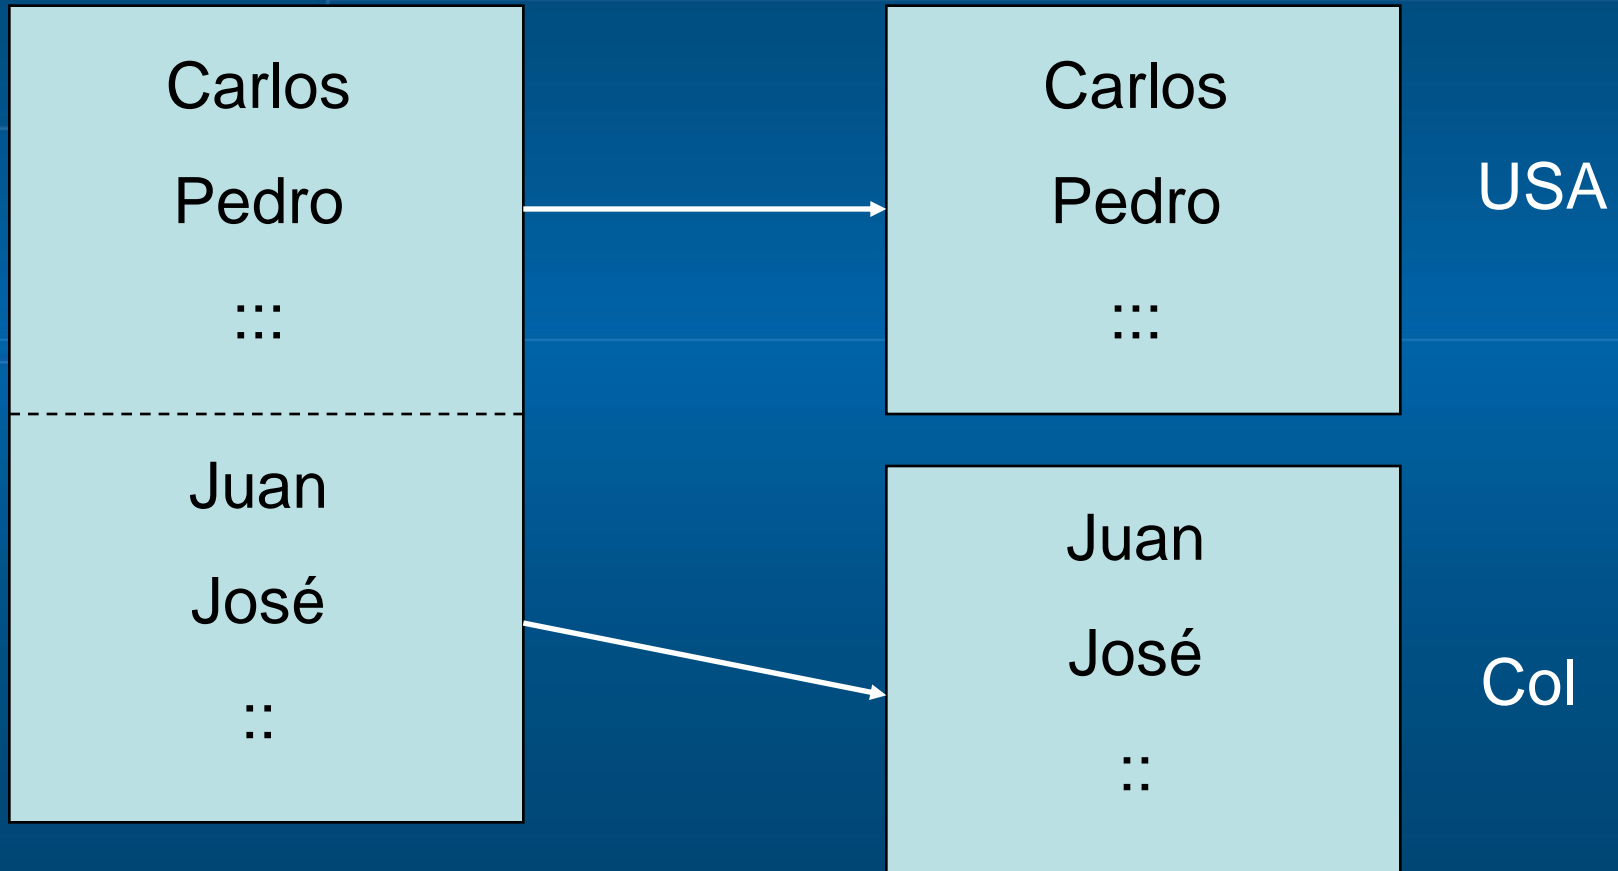 Carlos
Pedro
:::
Juan
José
::
Carlos
Pedro
:::
USA
Juan
José
::
Col